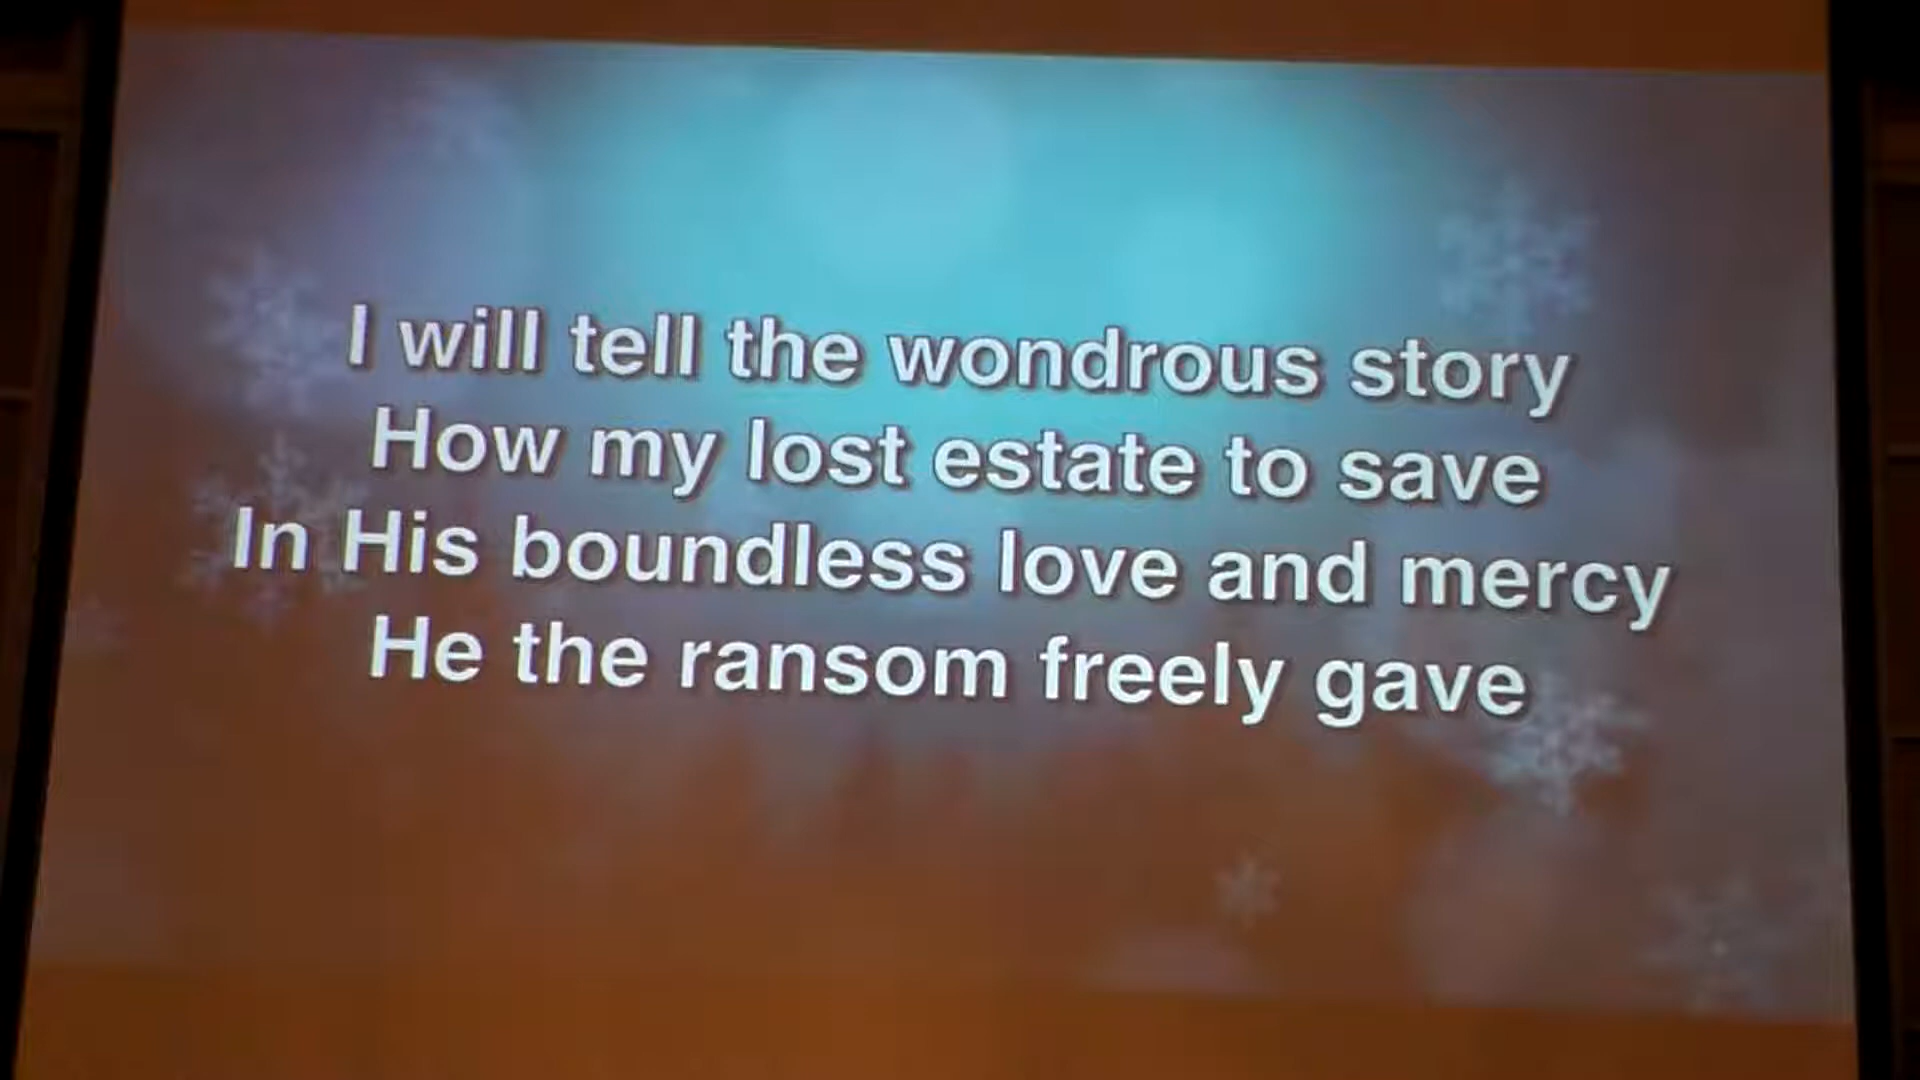 I will tell the wondrous story
How my lost estate to save
In His boundless love and mercy
He the ransom freely gave